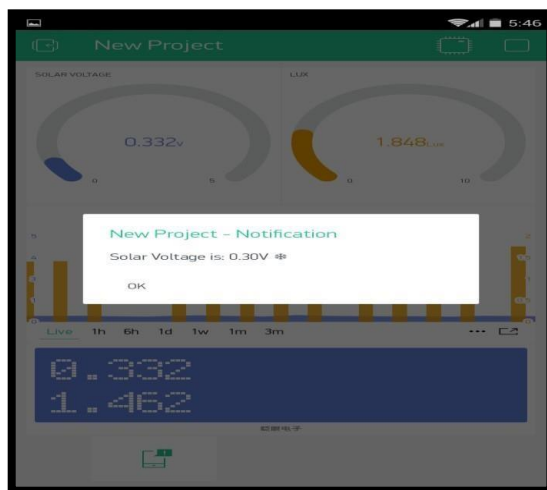 5:46
New Project
SOLAR VOLTAGE
LUX
0.332v
1.848Lux
0 5
0 10
New Project - Notification
Solar Voltage is: 0.30V ❄
OK
Live 1h 6h 1d 1w 1m 3m
0.332
1.462